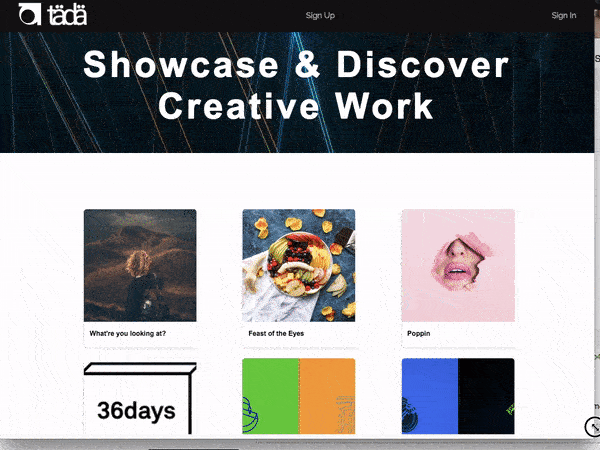 tädä
Sign Up
Sign In
Showcase & Discover
Creative Work
What're you looking at?
Feast of the Eyes
Poppin
36days